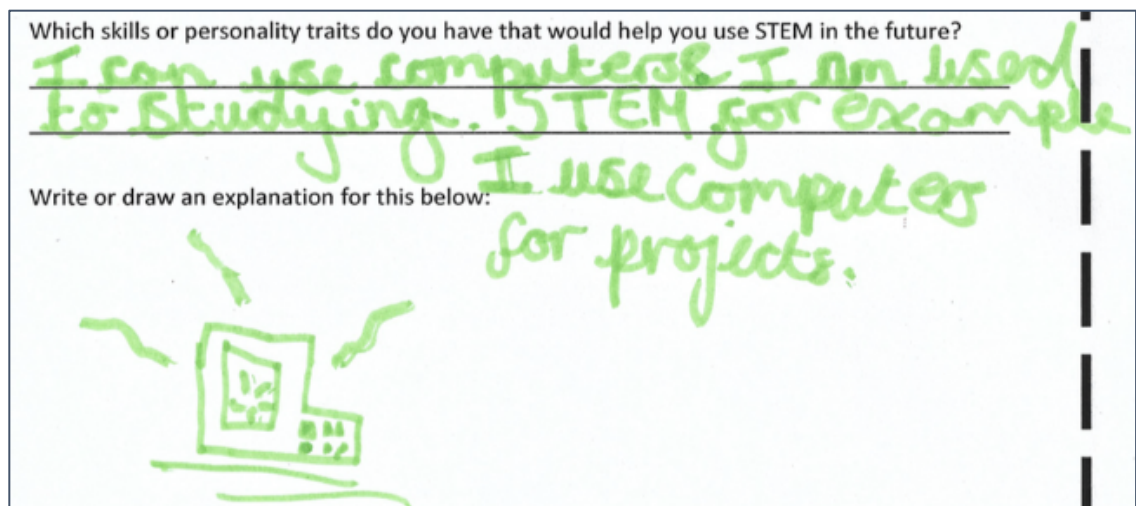 Which skills or personality traits do you have that would help you use STEM in the future?
I can use computers& I am used
to studying. STEM for example
I use computers
Write or draw an explanation for this below:
for projects.